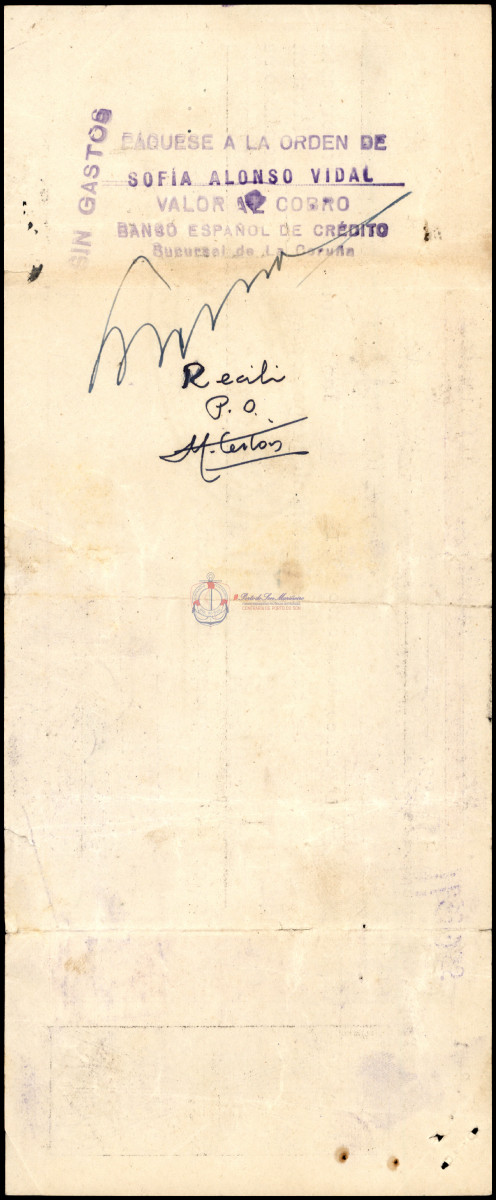 SIN GASTOS
PÁGUESE A LA ORDEN DE
SOFÍA ALONSO VIDAL
VALOR AL COBRO
BANCO ESPAÑOL DE CRÉDITO
Sucursal de La Coruña
Recibi
P. O.